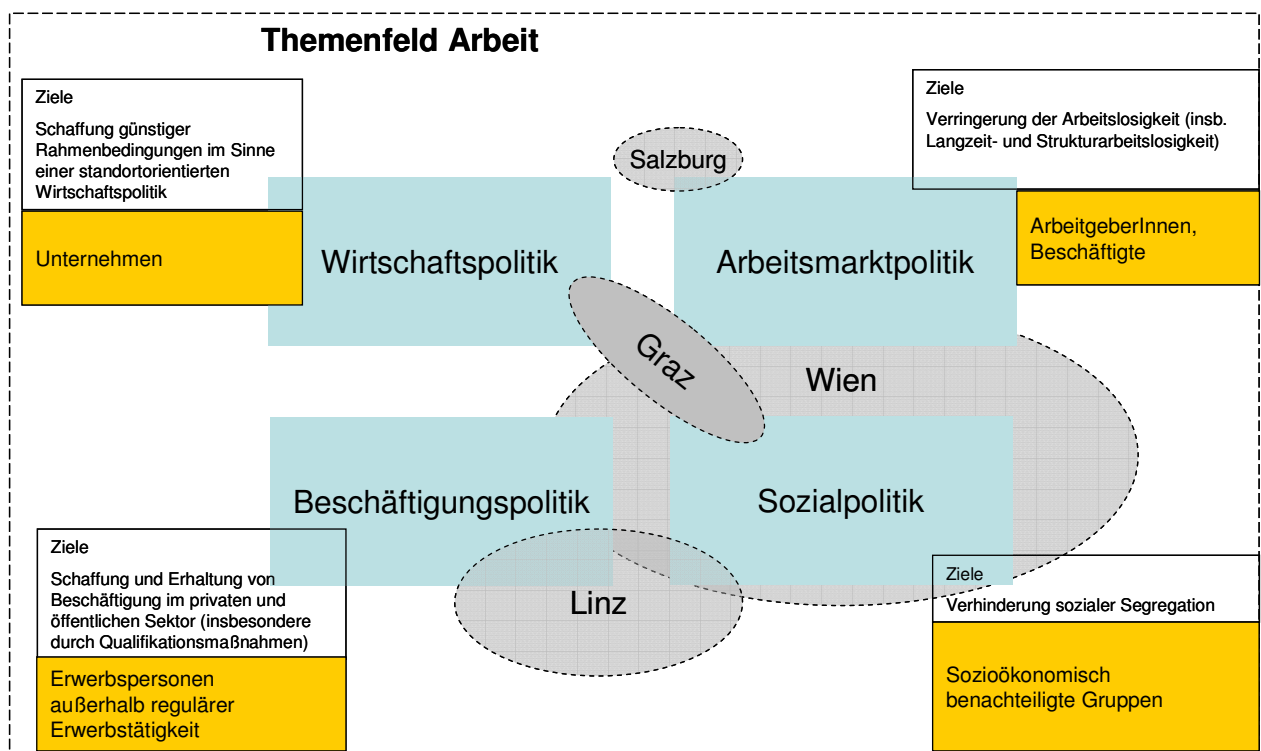 Themenfeld Arbeit
Ziele
Schaffung günstiger
Rahmenbedingungen im Sinne
einer standortorientierten
Wirtschaftspolitik
Unternehmen
Wirtschaftspolitik
Salzburg
Ziele
Verringerung der Arbeitslosigkeit (insb.
Langzeit- und Strukturarbeitslosigkeit)
ArbeitgeberInnen,
Beschäftigte
Arbeitsmarktpolitik
Graz
Wien
Beschäftigungspolitik
Sozialpolitik
Ziele
Schaffung und Erhaltung von
Beschäftigung im privaten und
öffentlichen Sektor (insbesondere
durch Qualifikationsmaßnahmen)
Erwerbspersonen
außerhalb regulärer
Erwerbstätigkeit
Linz
Ziele
Verhinderung sozialer Segregation
Sozioökonomisch
benachteiligte Gruppen